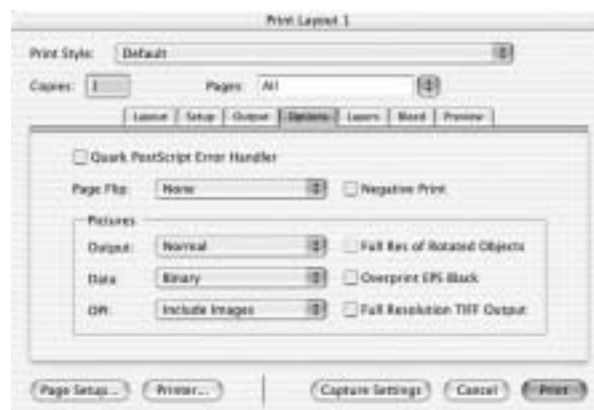 Print Layout 1
Print Style: Default
Copies: 1 Pages: All
Layout Setup Output Options Layers Bleed Preview
Quark PostScript Error Handler
Page Flip: None Negative Print
Pictures
Output: Normal Full Res of Rotated Objects
Data: Binary Overprint EPS Black
OPI: Include Images Full Resolution TIFF Output
Page Setup... Printer... Capture Settings Cancel Print